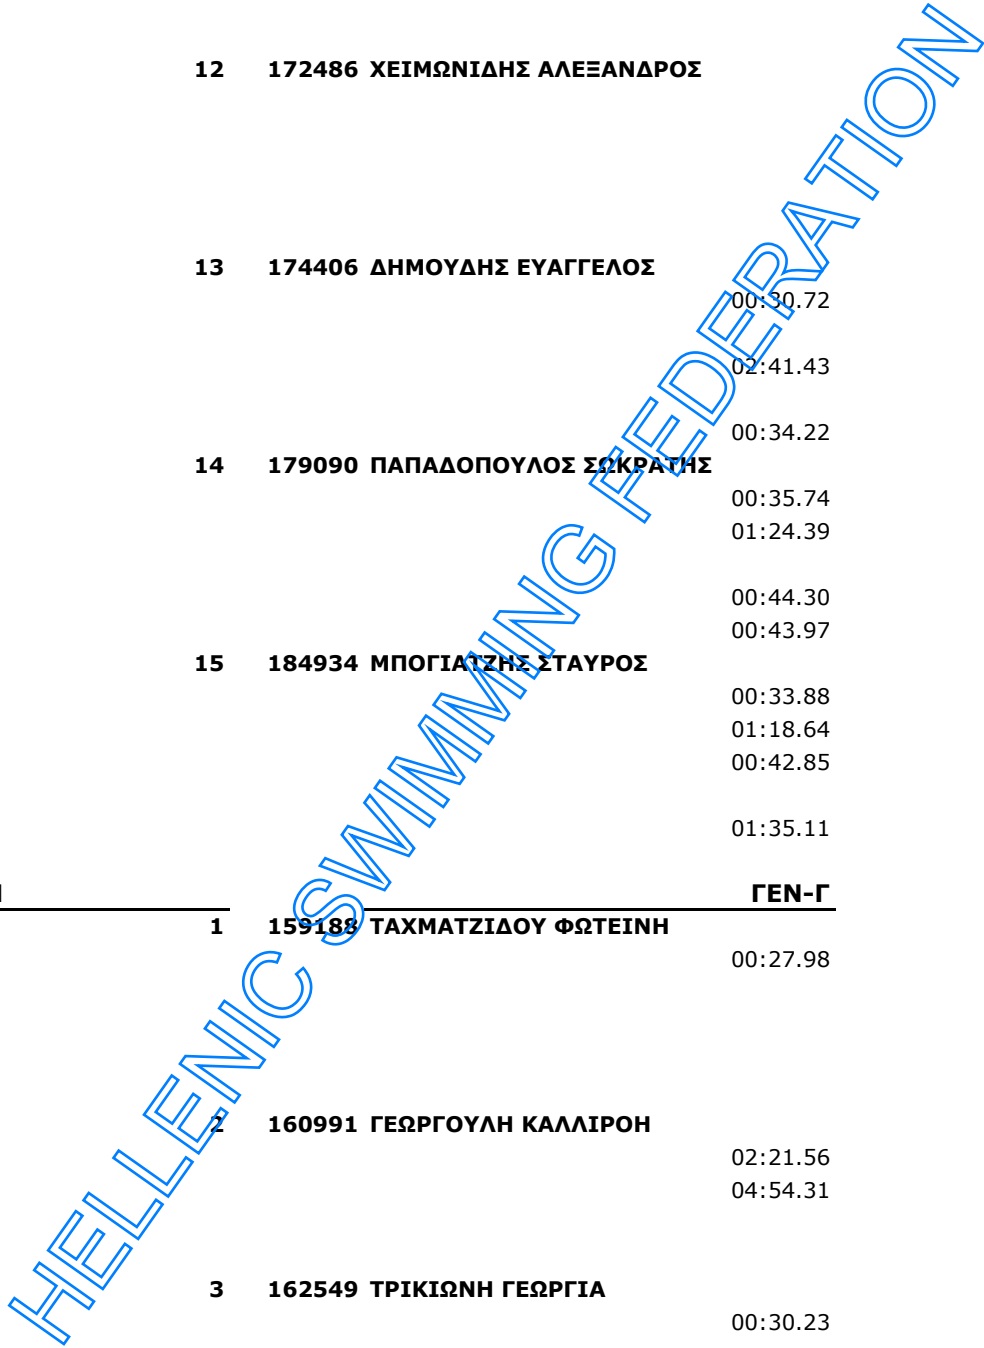 12 172486 ΧΕΙΜΩΝΙΔΗΣ ΑΛΕΞΑΝΔΡΟΣ
13 174406 ΔΗΜΟΥΔΗΣ ΕΥΑΓΓΕΛΟΣ
00:30.72
02:41.43
00:34.22
14 179090 ΠΑΠΑΔΟΠΟΥΛΟΣ ΣΩΚΡΑΤΗΣ
00:35.74
01:24.39
00:44.30
00:43.97
15 184934 ΜΠΟΓΙΑΤΖΗΣ ΣΤΑΥΡΟΣ
00:33.88
01:18.64
00:42.85
01:35.11
ΓΕΝ-Γ
1 159188 ΤΑΧΜΑΤΖΙΔΟΥ ΦΩΤΕΙΝΗ
00:27.98
2 160991 ΓΕΩΡΓΟΥΛΗ ΚΑΛΛΙΡΟΗ
02:21.56
04:54.31
3 162549 ΤΡΙΚΙΩΝΗ ΓΕΩΡΓΙΑ
00:30.23
HELLENIC SWIMMING FEDERATION